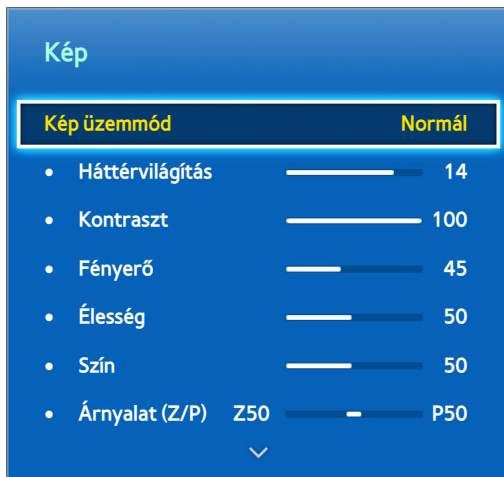 Kép
Kép üzemmód Normál
• Háttérvilágítás 14
• Kontraszt 100
• Fényerő 45
• Élesség 50
• Szín 50
• Árnyalat (Z/P) Z50 P50